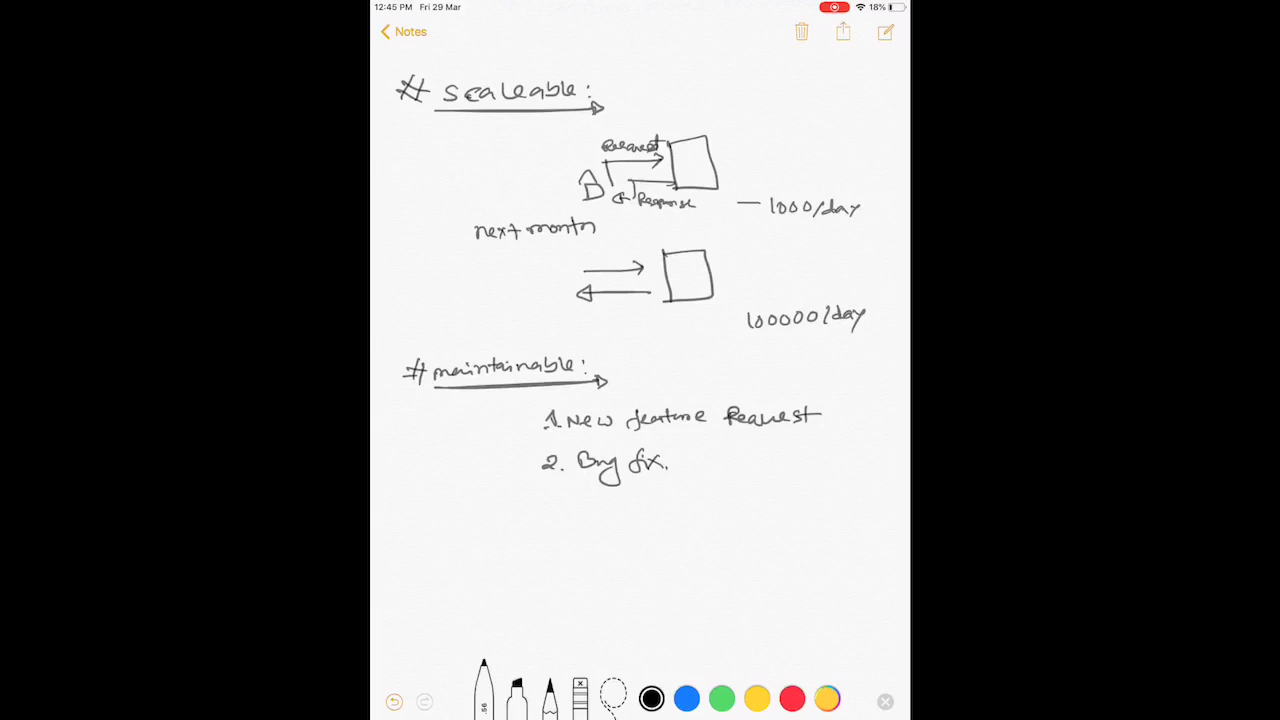 12:45 PM Fri 29 Mar 18%
Notes
# scaleable:
Request
Response
1000/day
next month
100000/day
# maintainable:
1. New feature Request
2. Bug fix.
.56